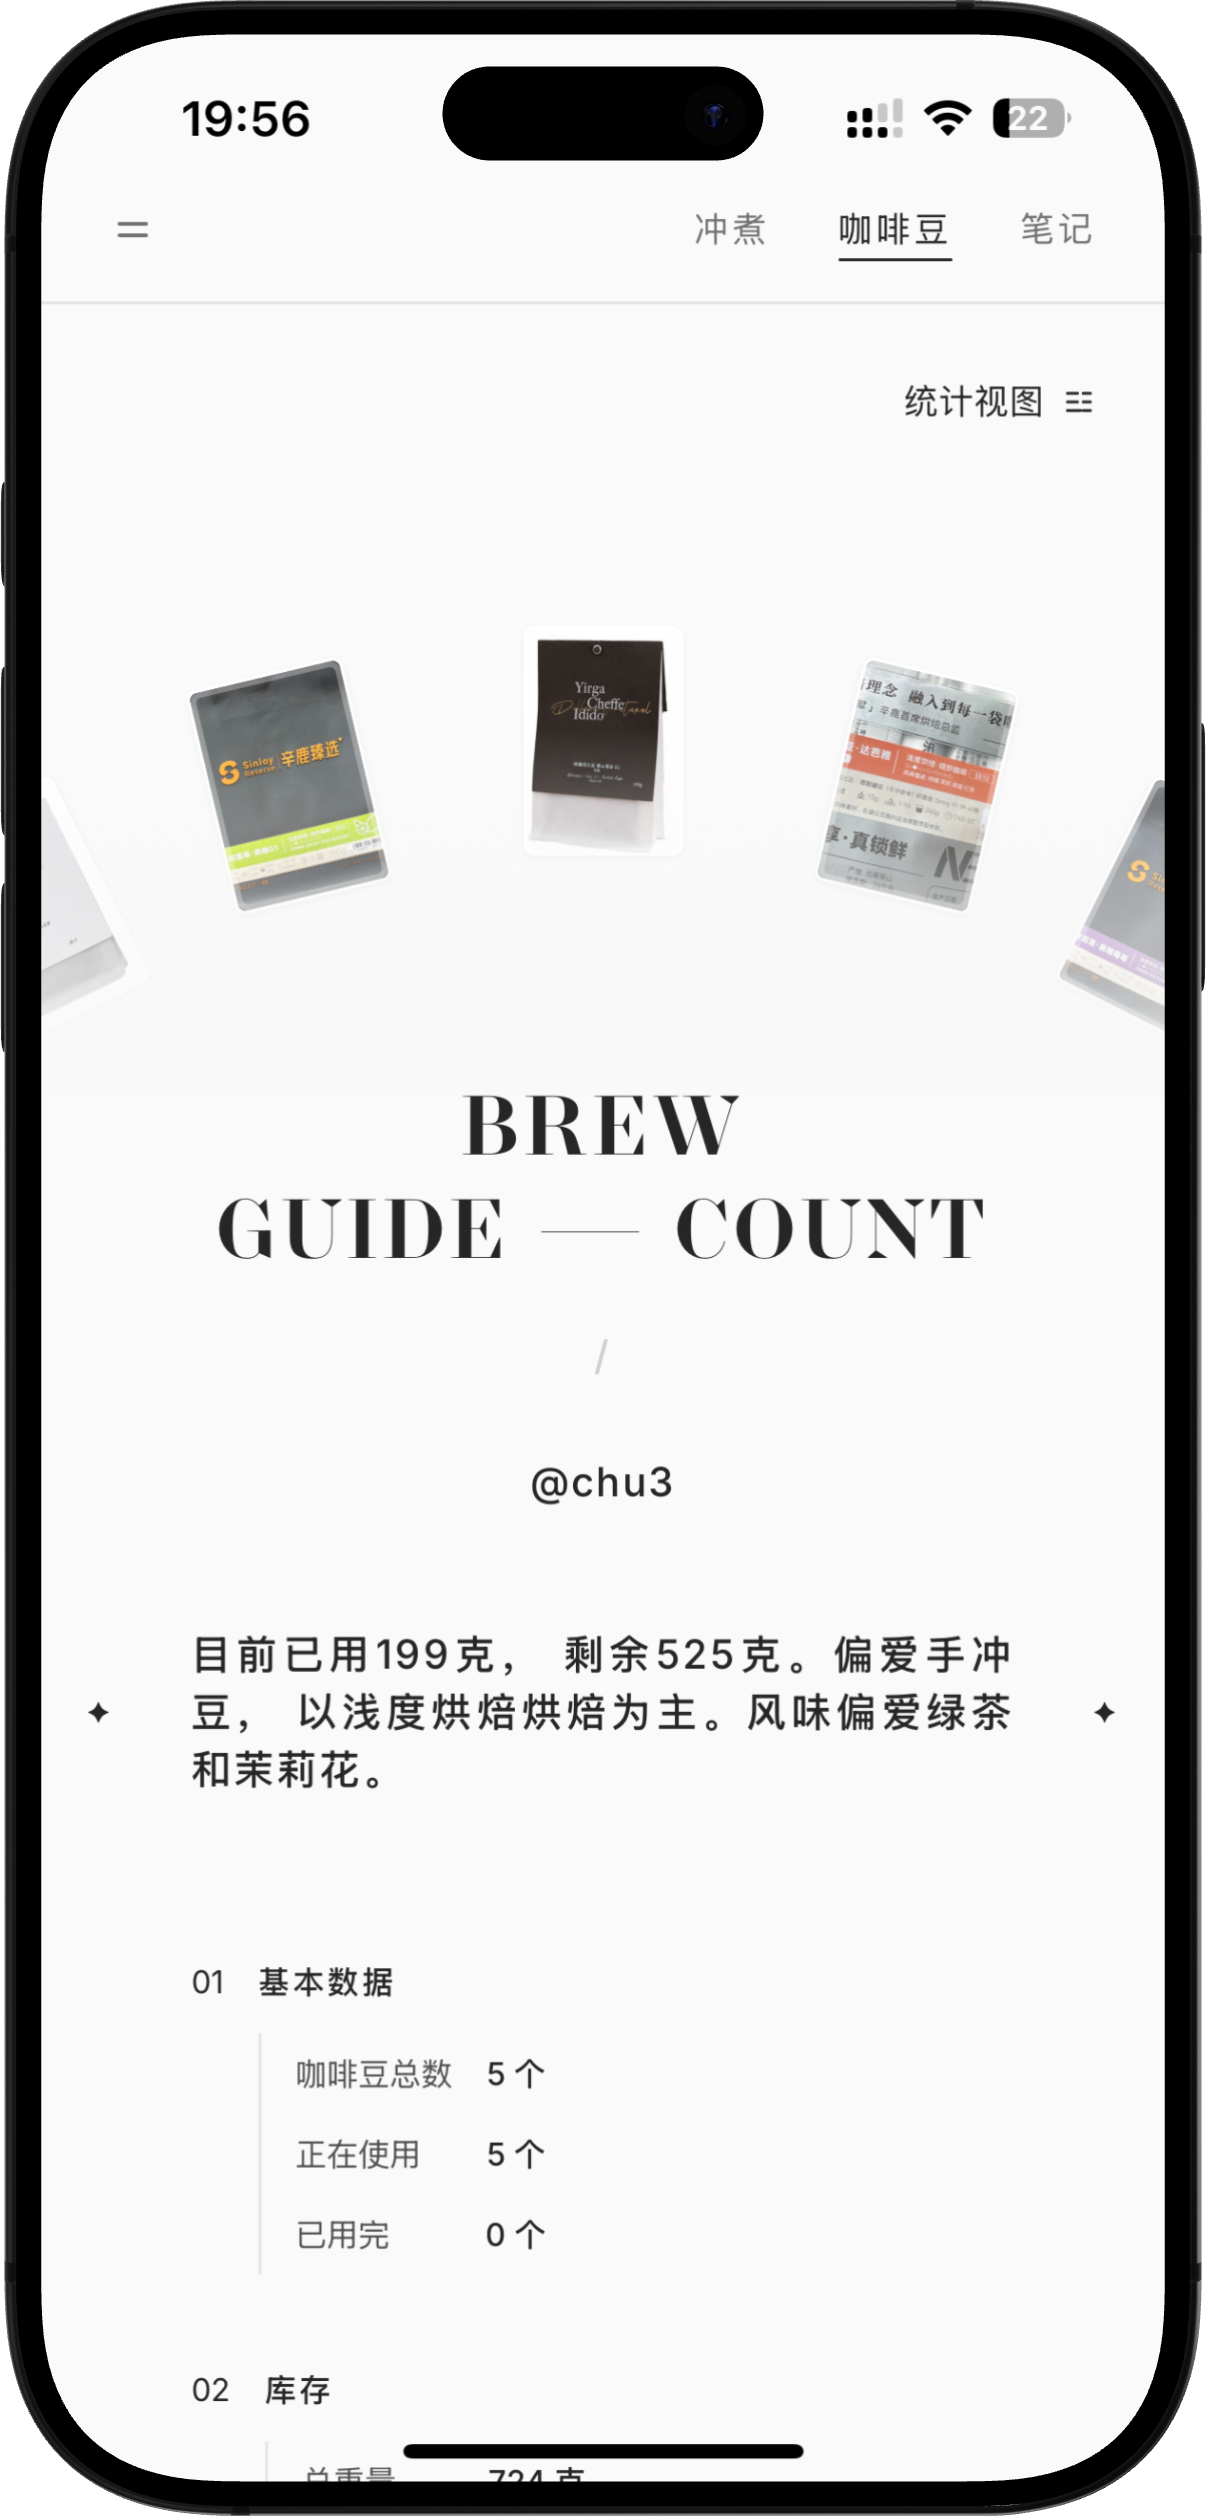 19:56
22
冲煮 咖啡豆 笔记
统计视图
Yirga
Cheffe
Idido
Sinloy
Reserve
辛鹿臻选
理念 融入到每一袋
辛鹿首席烘焙总监
·达芭雅
享·真锁鲜
BREW
GUIDE — COUNT
/
@chu3
目前已用199克， 剩余525克。偏爱手冲
豆， 以浅度烘焙烘焙为主。风味偏爱绿茶
和茉莉花。
01 基本数据
咖啡豆总数 5 个
正在使用 5 个
已用完 0 个
02 库存
总重量 724 克